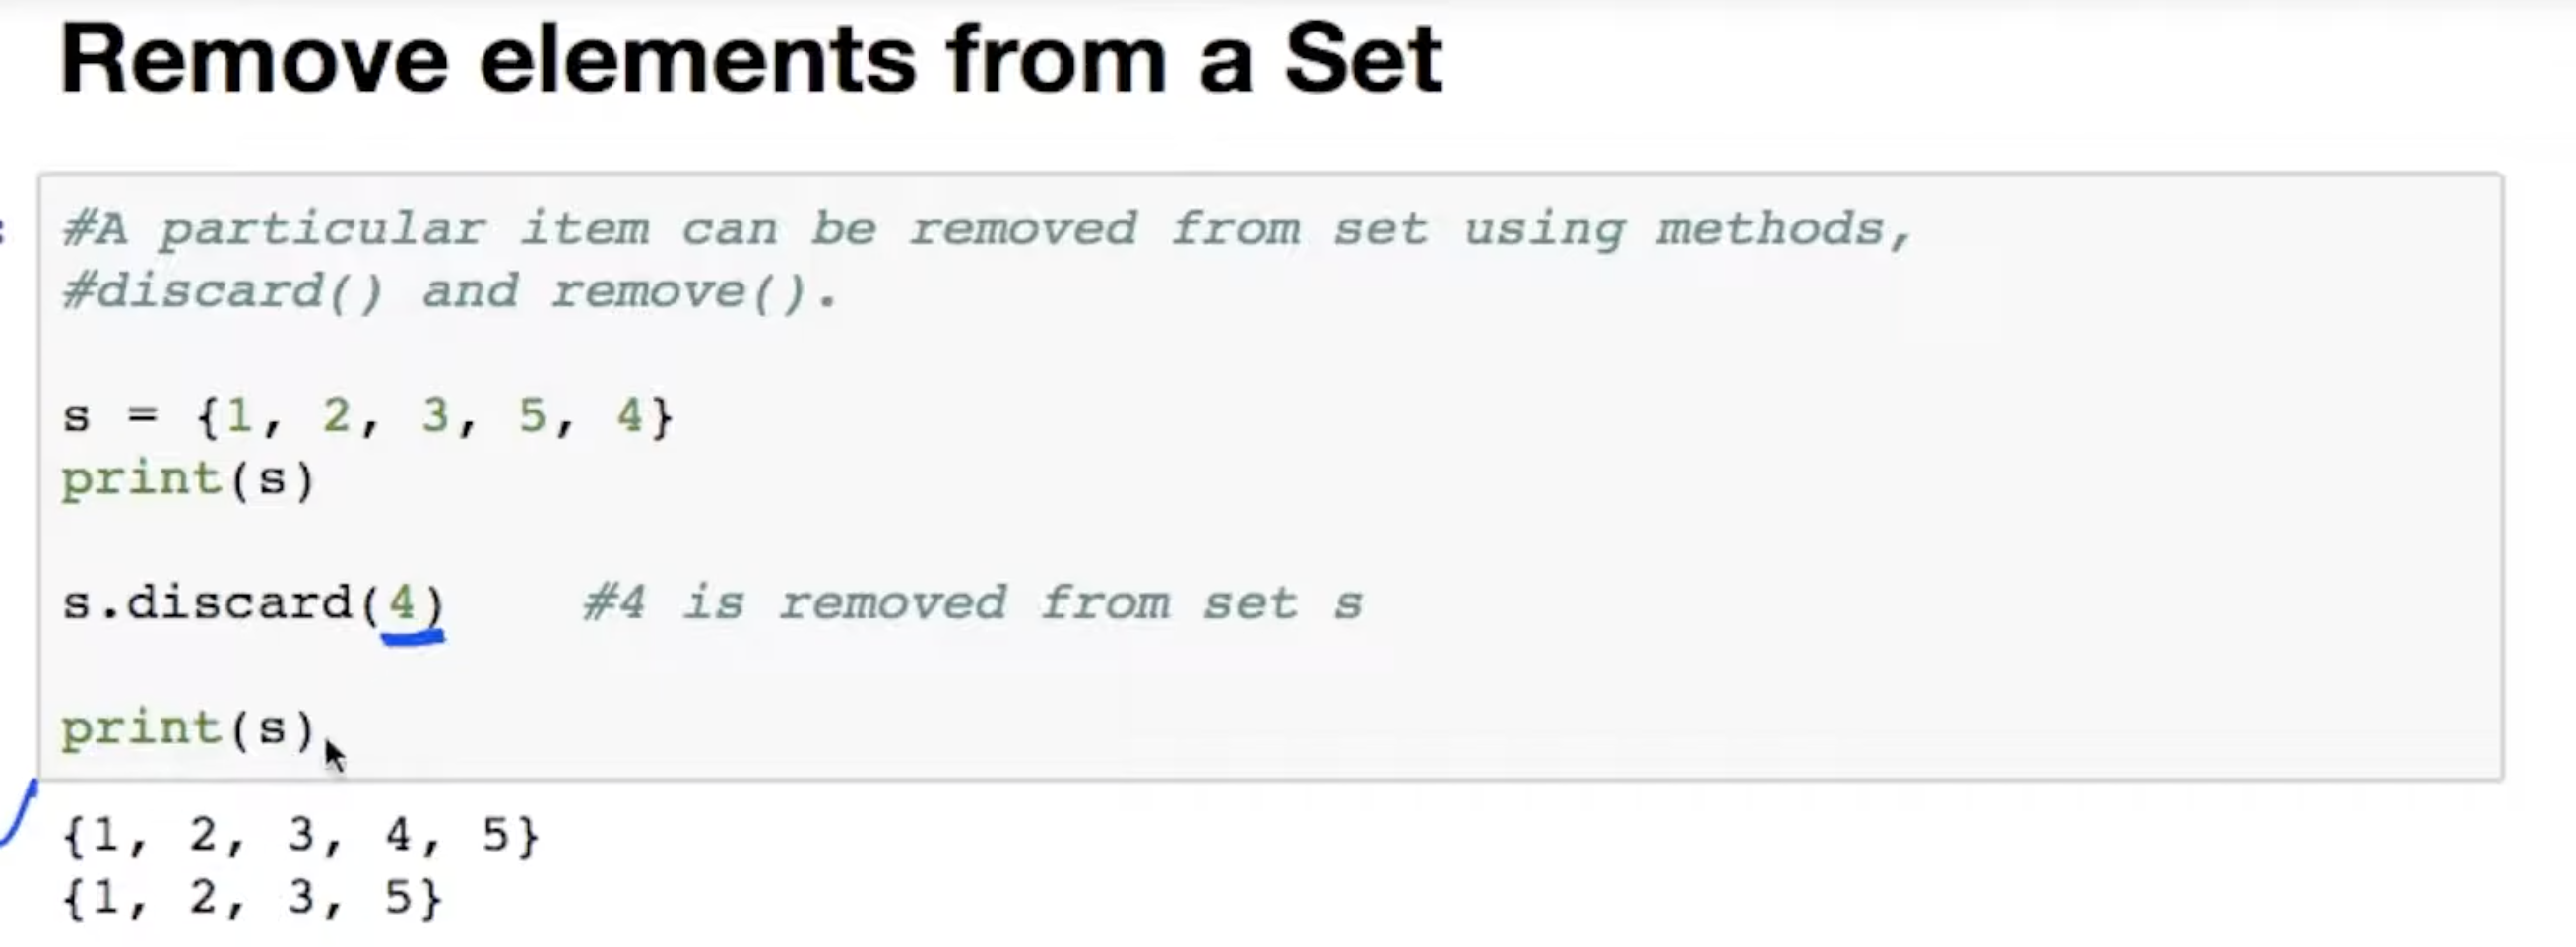 Remove elements from a Set
#A particular item can be removed from set using methods,
#discard() and remove().
s = {1, 2, 3, 5, 4}
print(s)
s.discard(4)    #4 is removed from set s
print(s)
{1, 2, 3, 4, 5}
{1, 2, 3, 5}